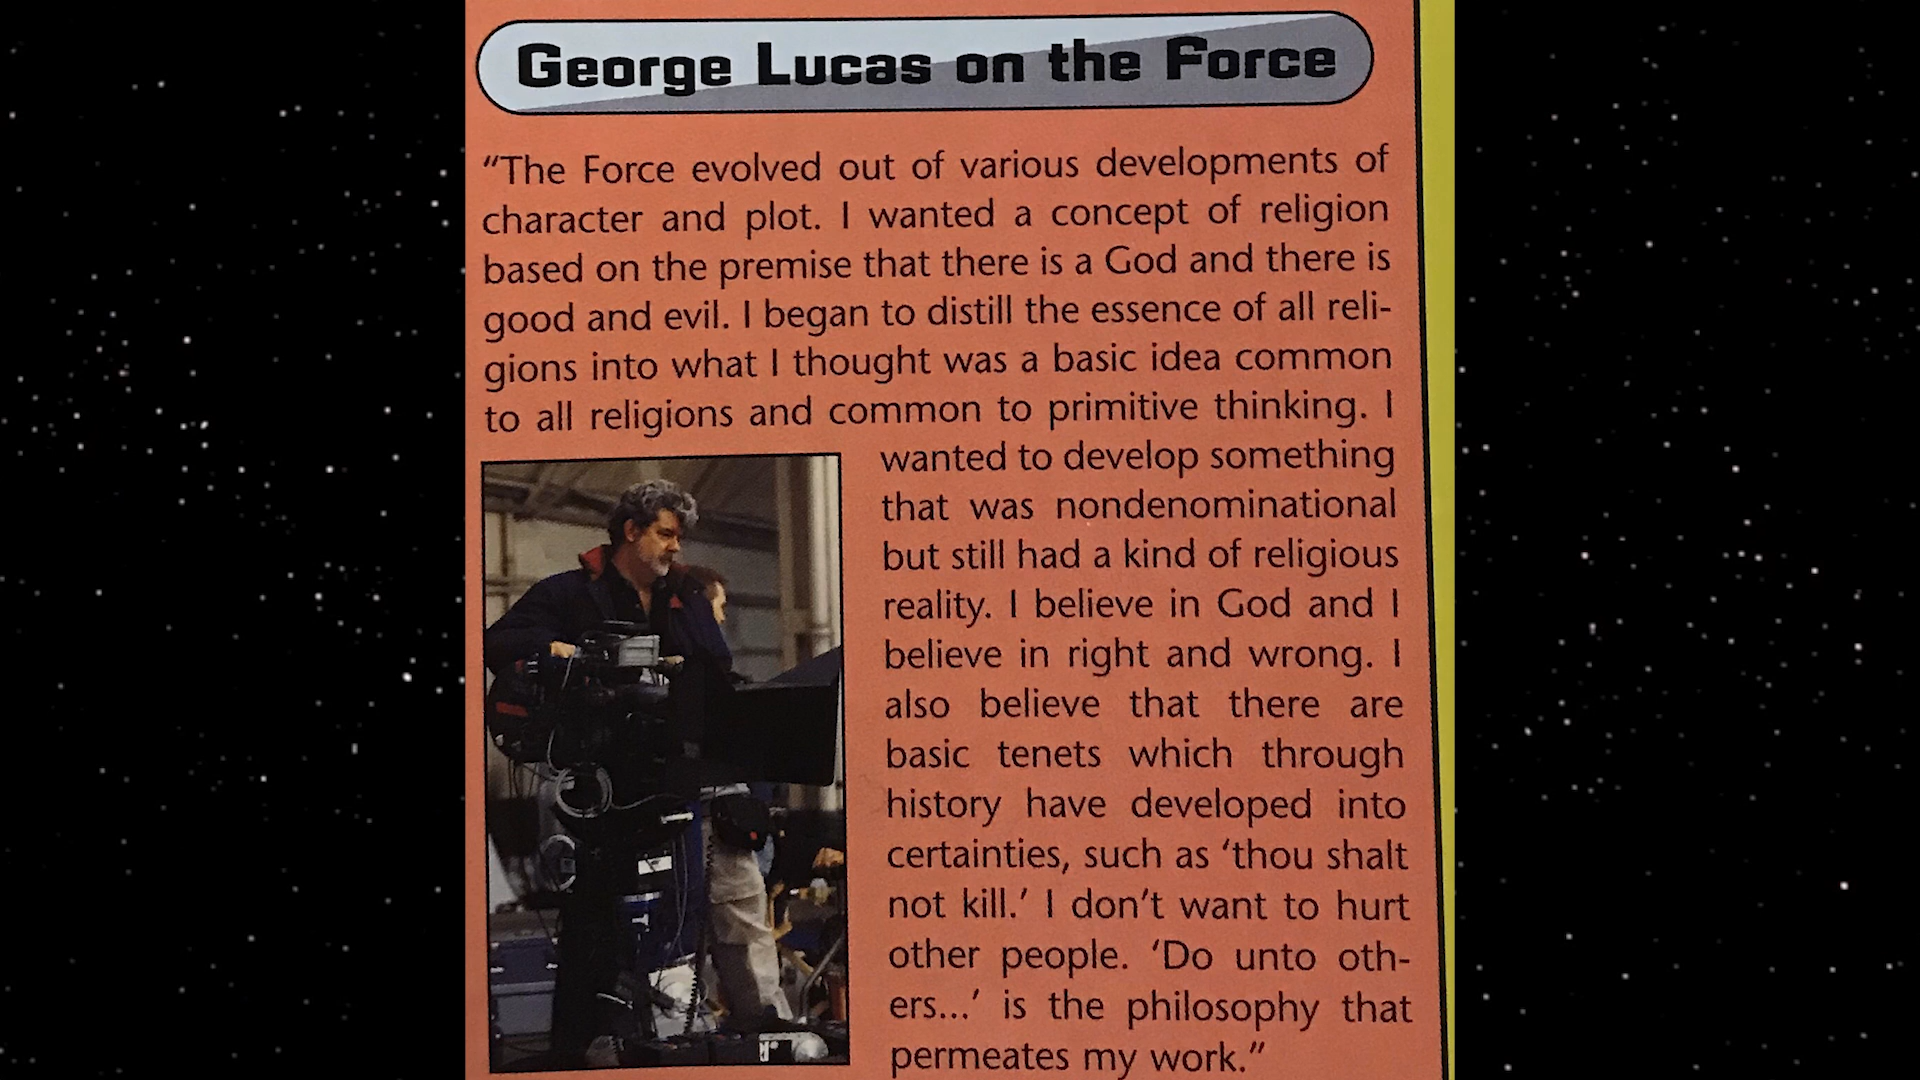 George Lucas on the Force
“The Force evolved out of various developments of
character and plot. I wanted a concept of religion
based on the premise that there is a God and there is
good and evil. I began to distill the essence of all reli-
gions into what I thought was a basic idea common
to all religions and common to primitive thinking. I
wanted to develop something
that was nondenominational
but still had a kind of religious
reality. I believe in God and I
believe in right and wrong. I
also believe that there are
basic tenets which through
history have developed into
certainties, such as ‘thou shalt
not kill.’ I don’t want to hurt
other people. ‘Do unto oth-
ers...’ is the philosophy that
permeates my work.”